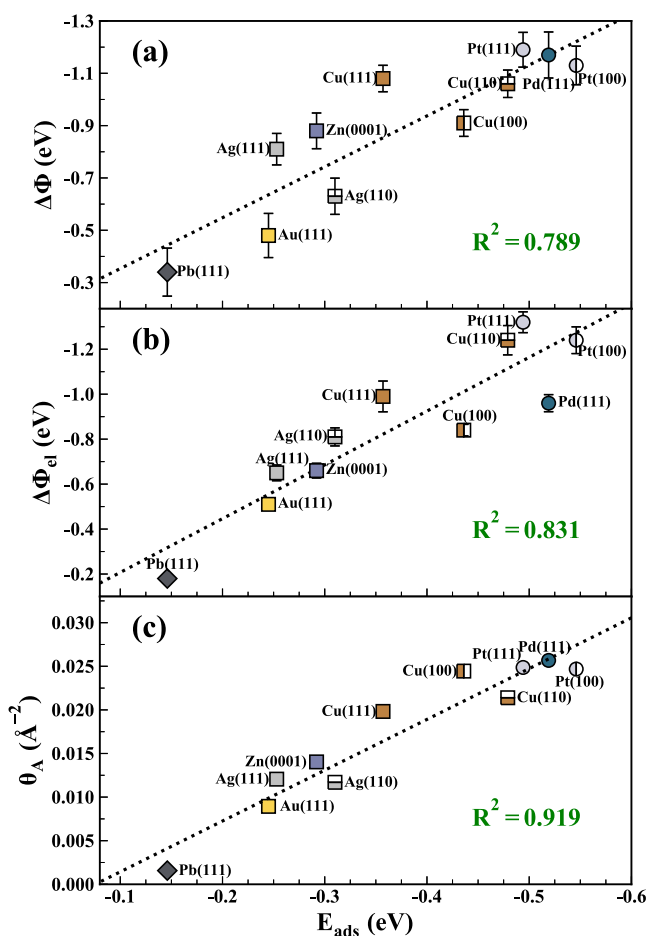 -1.3
(a)
Pt(111)
Cu(111)
Cu(110)
Pd(111)
Pt(100)
-1.1
Zn(0001)
Cu(100)
-0.9
Ag(111)
Ag(110)
-0.7
Au(111)
R² = 0.789
-0.5
Pb(111)
-0.3
ΔΦ (eV)
(b)
Pt(111)
Cu(110)
Pt(100)
-1.2
Cu(111)
Pd(111)
-1.0
Ag(110)
Cu(100)
-0.8
Ag(111)
Zn(0001)
-0.6
Au(111)
R² = 0.831
-0.4
Pb(111)
-0.2
ΔΦel (eV)
(c)
0.030
Pt(111)
Pd(111)
Cu(100)
0.025
Pt(100)
Cu(110)
Cu(111)
0.020
Zn(0001)
0.015
Ag(111)
Ag(110)
0.010
Au(111)
R² = 0.919
0.005
Pb(111)
0.000
θA (Å−2)
-0.1 -0.2 -0.3 -0.4 -0.5 -0.6
Eads (eV)